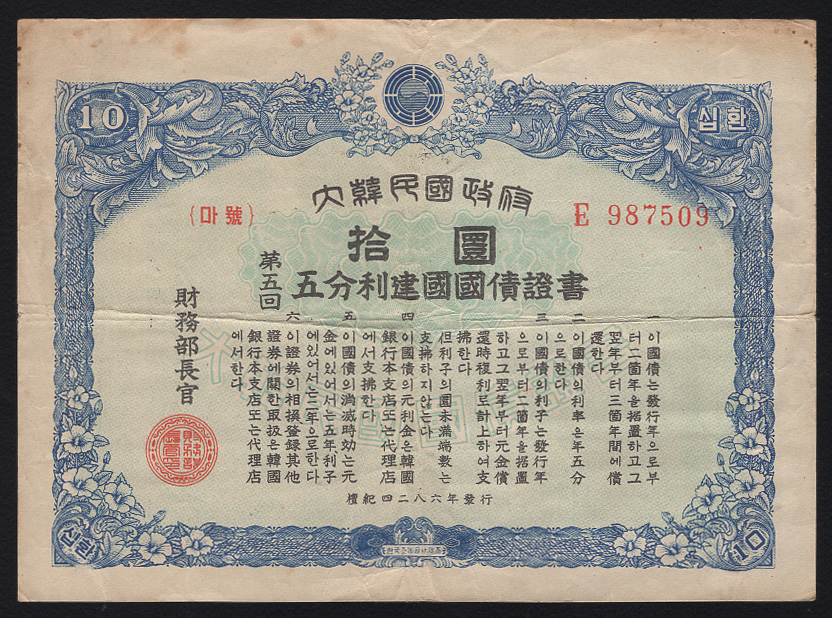 10
십환
大韓民國政府
(마號)
E 987509
拾圜
第五回
五分利建國國債證書
一 이國債는發行年으로부
터二箇年을据置하고그
翌年부터三箇年間에償
還한다
二 이國債의利率은年五分
으로한다
三 이國債의利子는發行年
으로부터二箇年을据置
하고그翌年부터元金償
還時複利로計上하여支
拂한다
但利子의圜未滿端數는
支拂하지않는다
四 이國債의元利金은韓國
銀行本支店또는代理店
에서支拂한다
五 이國債의消滅時効는元
金에있어서는五年利子
에있어서는二年으로한다
六 이證券의相換登錄其他
證券에關한取扱은韓國
銀行本支店또는代理店
에서한다
財務部長官
檀紀四二八六年發行
십환
10